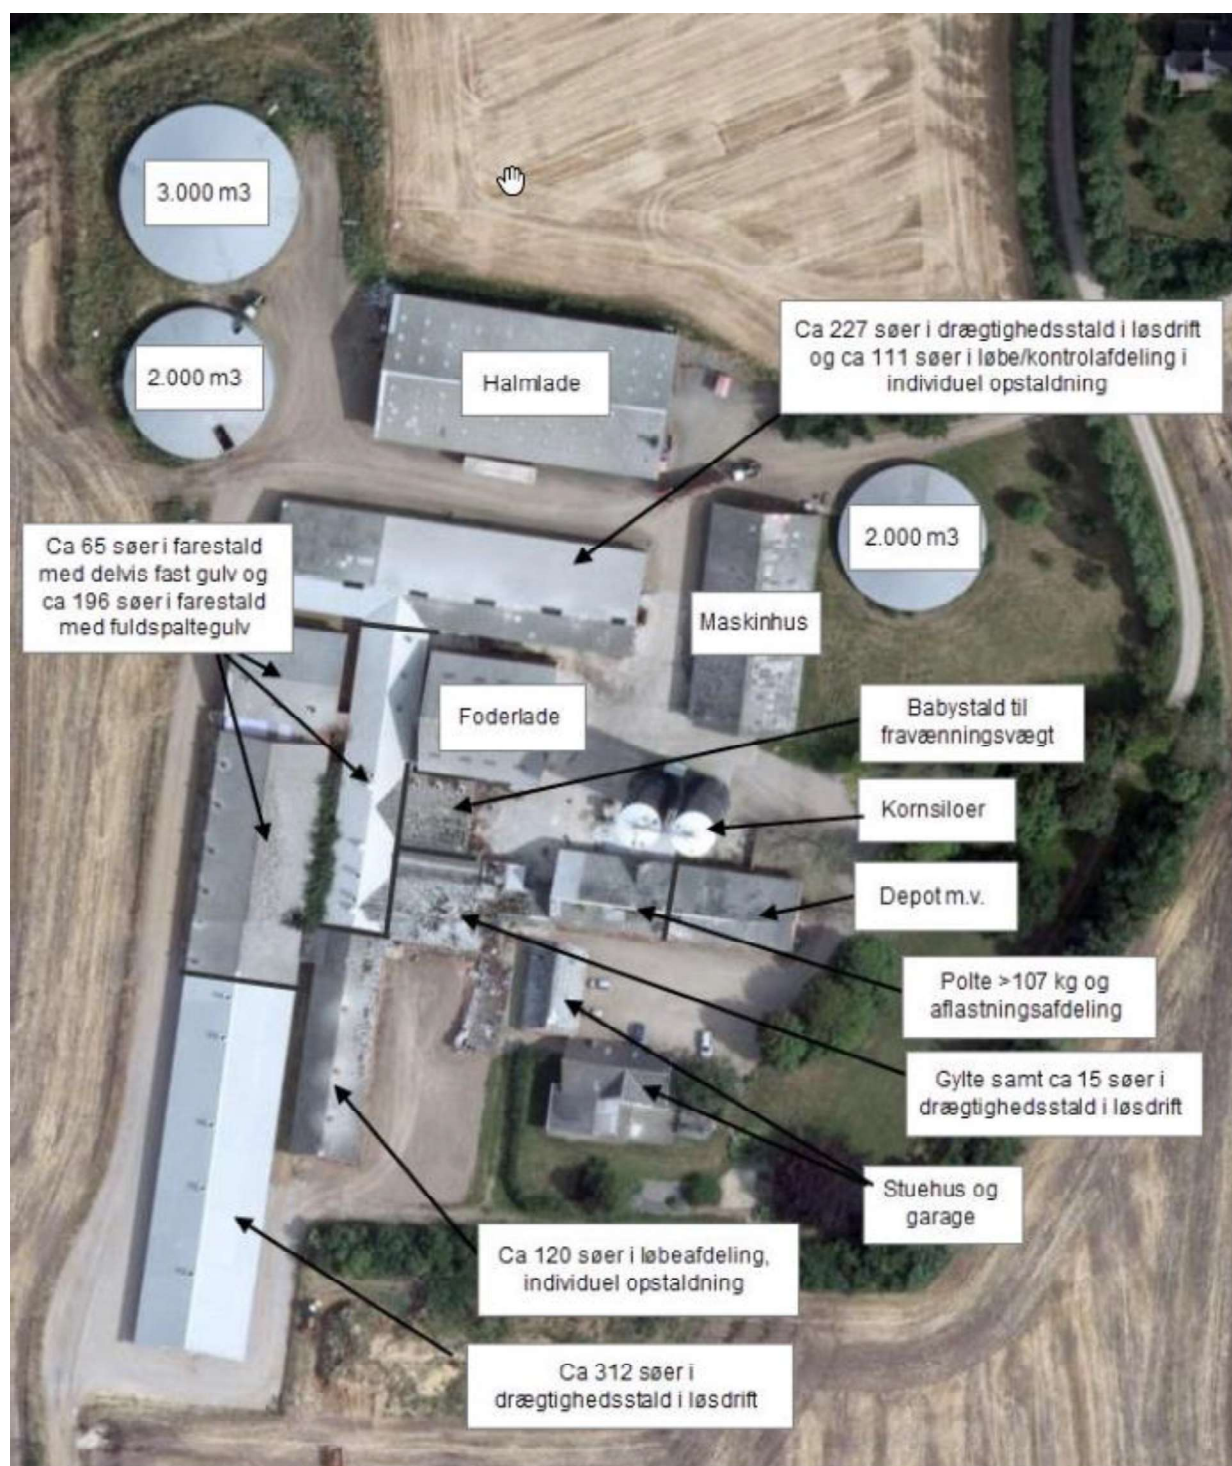 3.000 m3
Ca 227 søer i drægtighedsstald i løsdrift
og ca 111 søer i løbe/kontrolafdeling i
individuel opstaldning
2.000 m3
Halmlade
2.000 m3
Ca 65 søer i farestald
med delvis fast gulv og
ca 196 søer i farestald
med fuldspaltegulv
Maskinhus
Foderlade
Babystald til
fravænningsvægt
Kornsiloer
Depot m.v.
Polte >107 kg og
aflastningsafdeling
Gylte samt ca 15 søer i
drægtighedsstald i løsdrift
Stuehus og
garage
Ca 120 søer i løbeafdeling,
individuel opstaldning
Ca 312 søer i
drægtighedsstald i løsdrift